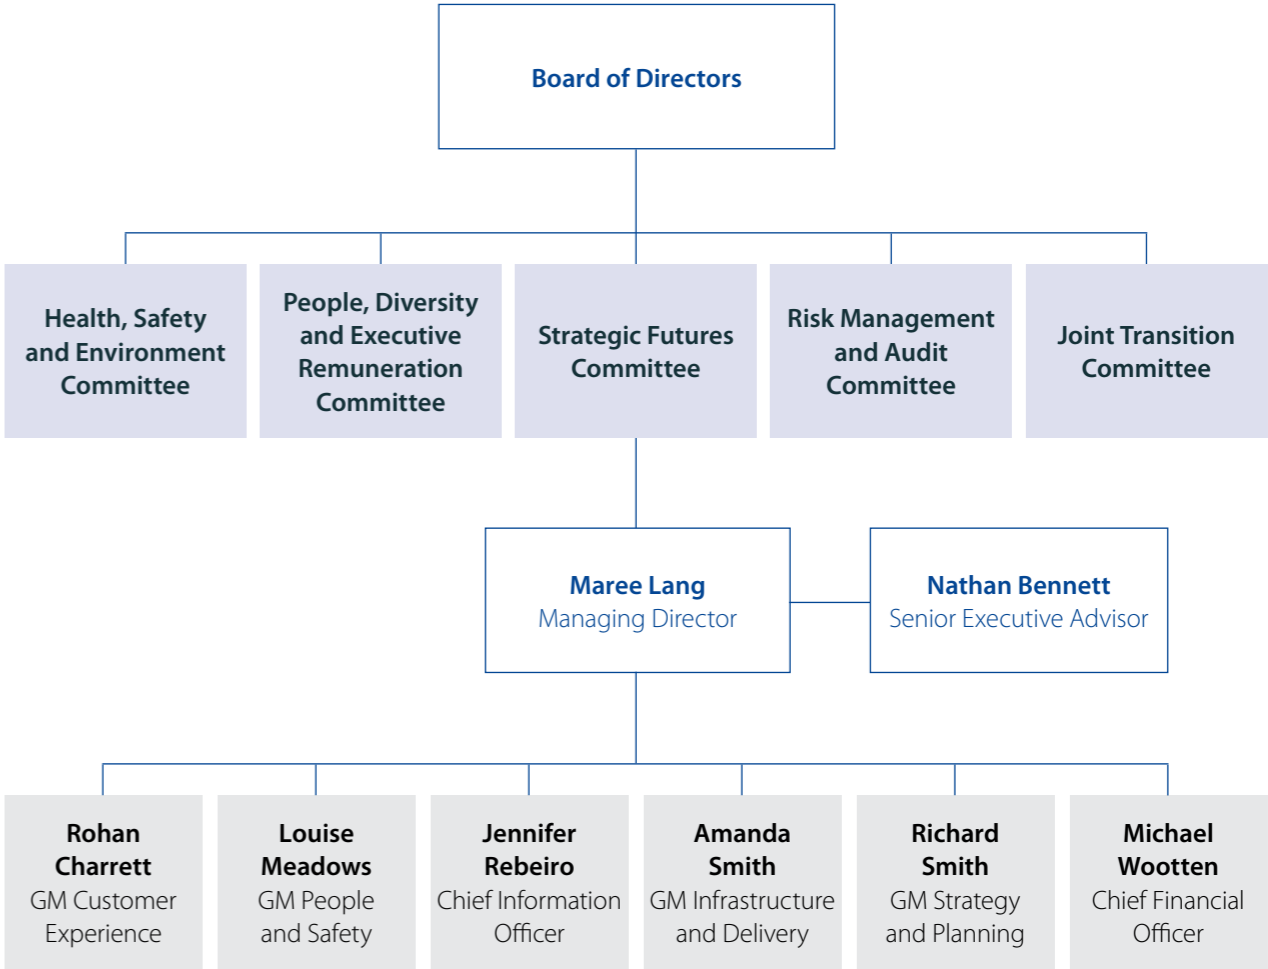 Board of Directors
Health, Safety
and Environment
Committee
People, Diversity
and Executive
Remuneration
Committee
Strategic Futures
Committee
Risk Management
and Audit
Committee
Joint Transition
Committee
Maree Lang
Managing Director
Nathan Bennett
Senior Executive Advisor
Rohan
Charrett
GM Customer
Experience
Louise
Meadows
GM People
and Safety
Jennifer
Rebeiro
Chief Information
Officer
Amanda
Smith
GM Infrastructure
and Delivery
Richard
Smith
GM Strategy
and Planning
Michael
Wootten
Chief Financial
Officer